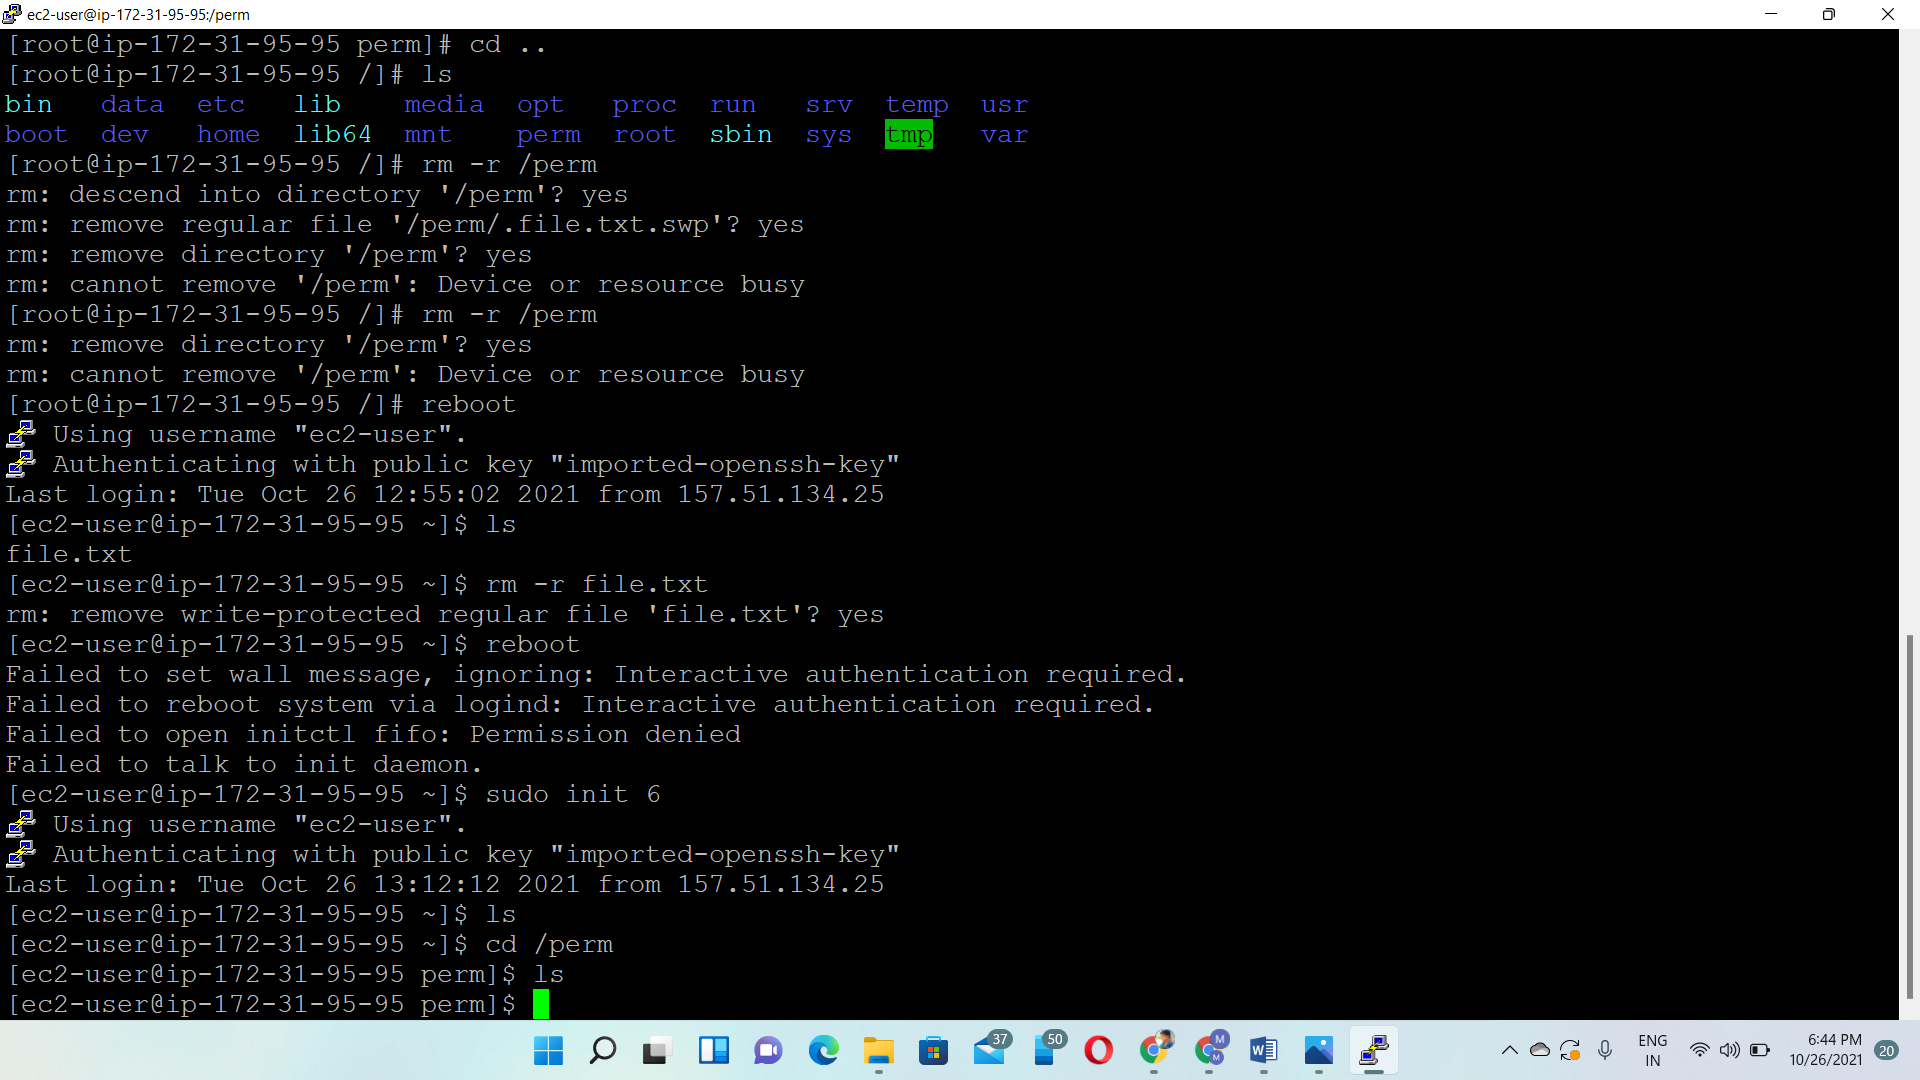 ec2-user@ip-172-31-95-95:/perm
[root@ip-172-31-95-95 perm]# cd ..
[root@ip-172-31-95-95 /]# ls
bin data etc lib media opt proc run srv temp usr
boot dev home lib64 mnt perm root sbin sys tmp var
[root@ip-172-31-95-95 /]# rm -r /perm
rm: descend into directory '/perm'? yes
rm: remove regular file '/perm/.file.txt.swp'? yes
rm: remove directory '/perm'? yes
rm: cannot remove '/perm': Device or resource busy
[root@ip-172-31-95-95 /]# rm -r /perm
rm: remove directory '/perm'? yes
rm: cannot remove '/perm': Device or resource busy
[root@ip-172-31-95-95 /]# reboot
Using username "ec2-user".
Authenticating with public key "imported-openssh-key"
Last login: Tue Oct 26 12:55:02 2021 from 157.51.134.25
[ec2-user@ip-172-31-95-95 ~]$ ls
file.txt
[ec2-user@ip-172-31-95-95 ~]$ rm -r file.txt
rm: remove write-protected regular file 'file.txt'? yes
[ec2-user@ip-172-31-95-95 ~]$ reboot
Failed to set wall message, ignoring: Interactive authentication required.
Failed to reboot system via logind: Interactive authentication required.
Failed to open initctl fifo: Permission denied
Failed to talk to init daemon.
[ec2-user@ip-172-31-95-95 ~]$ sudo init 6
Using username "ec2-user".
Authenticating with public key "imported-openssh-key"
Last login: Tue Oct 26 13:12:12 2021 from 157.51.134.25
[ec2-user@ip-172-31-95-95 ~]$ ls
[ec2-user@ip-172-31-95-95 ~]$ cd /perm
[ec2-user@ip-172-31-95-95 perm]$ ls
[ec2-user@ip-172-31-95-95 perm]$
37 50 M M W
ENG 6:44 PM 20
IN 10/26/2021